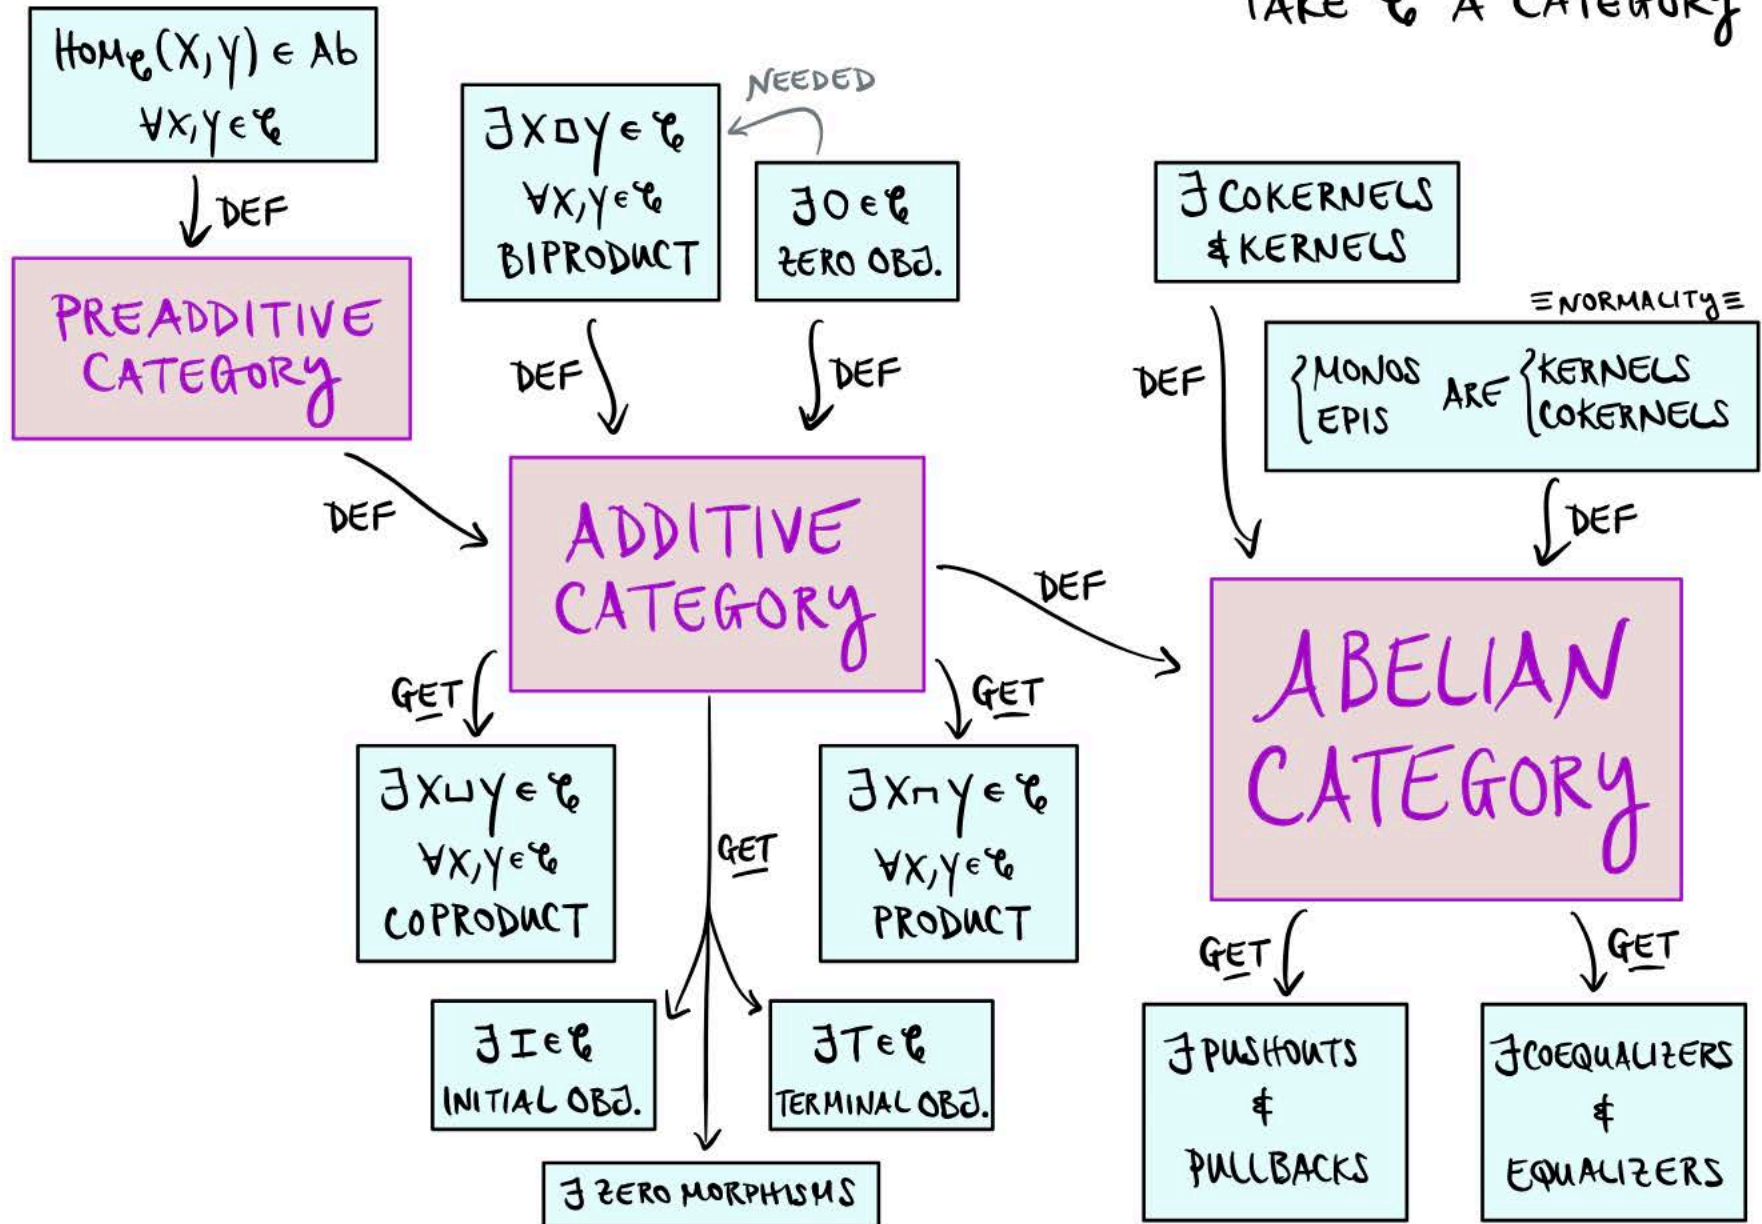 TAKE 𝒞 A CATEGORY
Hom𝒞(X,Y) ∈ Ab
∀X,Y ∈ 𝒞
DEF
PREADDITIVE
CATEGORY
DEF
∃X□Y ∈ 𝒞
∀X,Y ∈ 𝒞
BIPRODUCT
NEEDED
∃0 ∈ 𝒞
ZERO OBJ.
DEF
DEF
ADDITIVE
CATEGORY
DEF
∃ COKERNELS
& KERNELS
DEF
≡NORMALITY≡
{MONOS ARE {KERNELS
EPIS COKERNELS
DEF
ABELIAN
CATEGORY
GET
∃X⊔Y ∈ 𝒞
∀X,Y ∈ 𝒞
COPRODUCT
GET
GET
∃X⊓Y ∈ 𝒞
∀X,Y ∈ 𝒞
PRODUCT
∃I ∈ 𝒞
INITIAL OBJ.
∃T ∈ 𝒞
TERMINAL OBJ.
∃ ZERO MORPHISMS
GET
∃ PUSHOUTS
&
PULLBACKS
GET
∃ COEQUALIZERS
&
EQUALIZERS